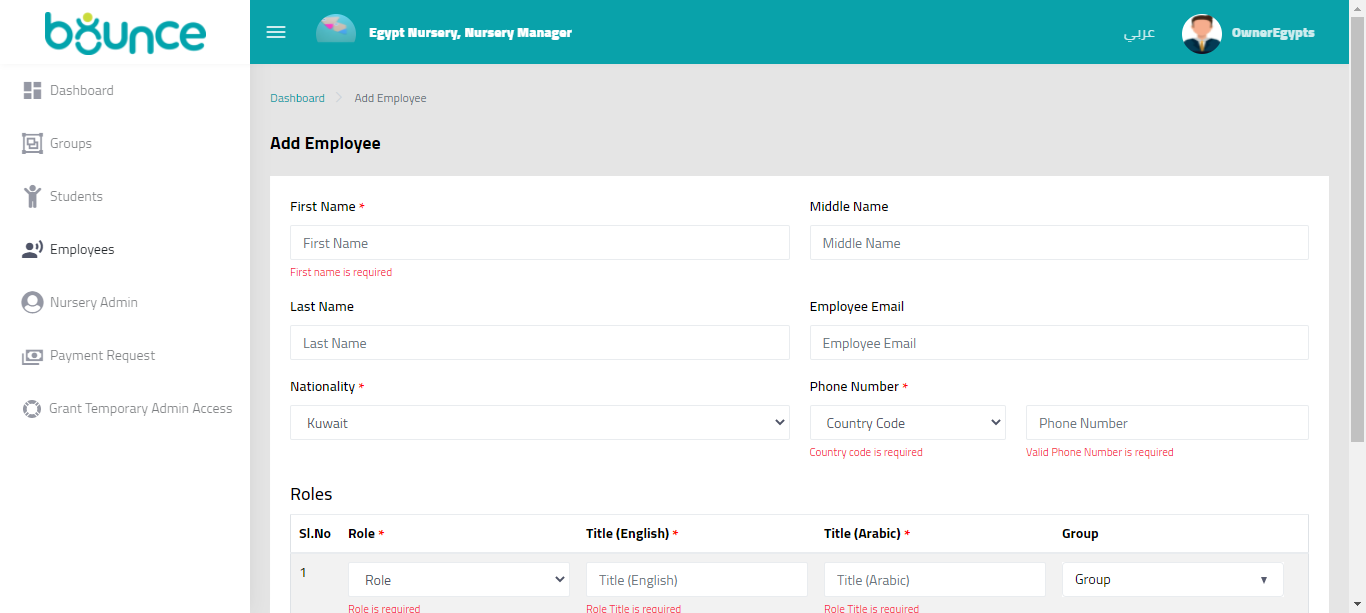 bounce
Egypt Nursery, Nursery Manager
عربي
OwnerEgypts
Dashboard
Groups
Students
Employees
Nursery Admin
Payment Request
Grant Temporary Admin Access
Dashboard > Add Employee
Add Employee
First Name *
Middle Name
First Name
Middle Name
First name is required
Last Name
Employee Email
Last Name
Employee Email
Nationality *
Phone Number *
Kuwait
Country Code
Phone Number
Country code is required
Valid Phone Number is required
Roles
Sl.No Role * Title (English) * Title (Arabic) * Group
1 Role Title (English) Title (Arabic) Group
Role is required Role Title is required Role Title is required